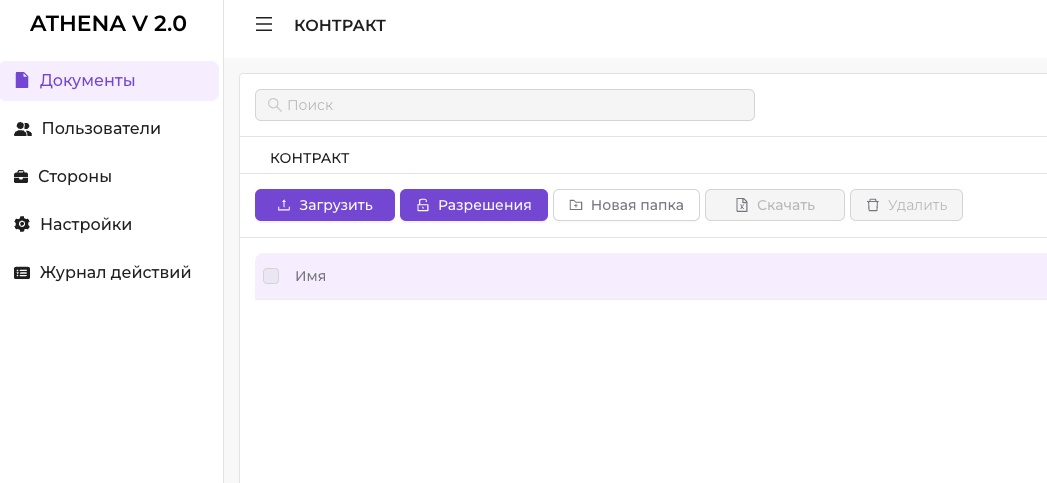 ATHENA V 2.0
Документы
Пользователи
Стороны
Настройки
Журнал действий
КОНТРАКТ
Поиск
КОНТРАКТ
Загрузить
Разрешения
Новая папка
Скачать
Удалить
Имя